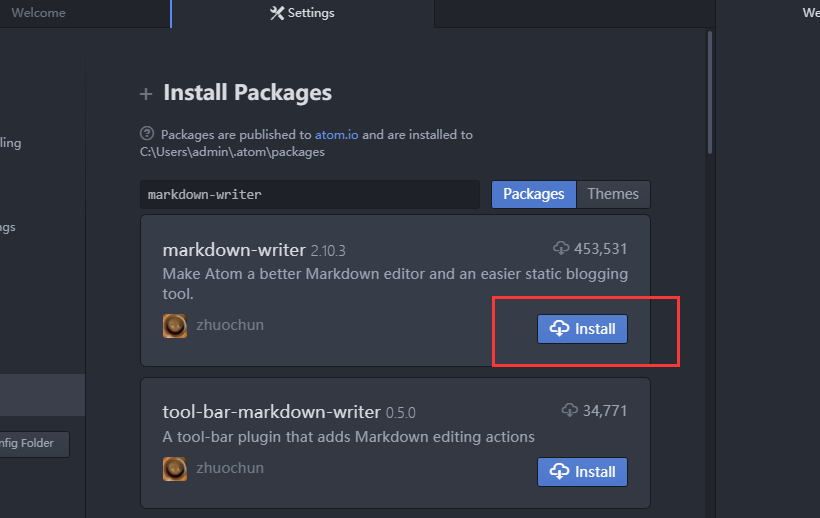 Welcome
Settings
We
+ Install Packages
Packages are published to atom.io and are installed to
C:\Users\admin\.atom\packages
ling
markdown-writer
Packages
Themes
ngs
markdown-writer 2.10.3
453,531
Make Atom a better Markdown editor and an easier static blogging
tool.
zhuochun
Install
tool-bar-markdown-writer 0.5.0
34,771
A tool-bar plugin that adds Markdown editing actions
nfig Folder
zhuochun
Install